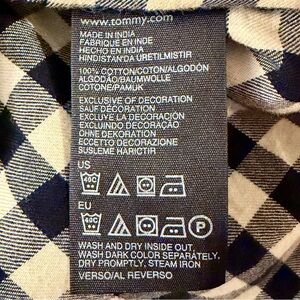 www.tommy.com
MADE IN INDIA
FABRIQUE EN INDE
HECHO EN INDIA
HINDISTAN'DA URETILMISTIR
100% COTTON/COTON/ALGODÓN
ALGODÃO/BAUMWOLLE
COTONE/PAMUK
EXCLUSIVE OF DECORATION
SAUF DÉCORATION
EXCLUYE LA DECORACIÓN
EXCLUINDO DECORAÇÃO
OHNE DEKORATION
ECCETTO DECORAZIONE
SUSLEME HARICTIR
US
40C
EU
40C P
WASH AND DRY INSIDE OUT,
WASH DARK COLOR SEPARATELY.
DRY PROMPTLY, STEAM IRON
VERSO/AL REVERSO